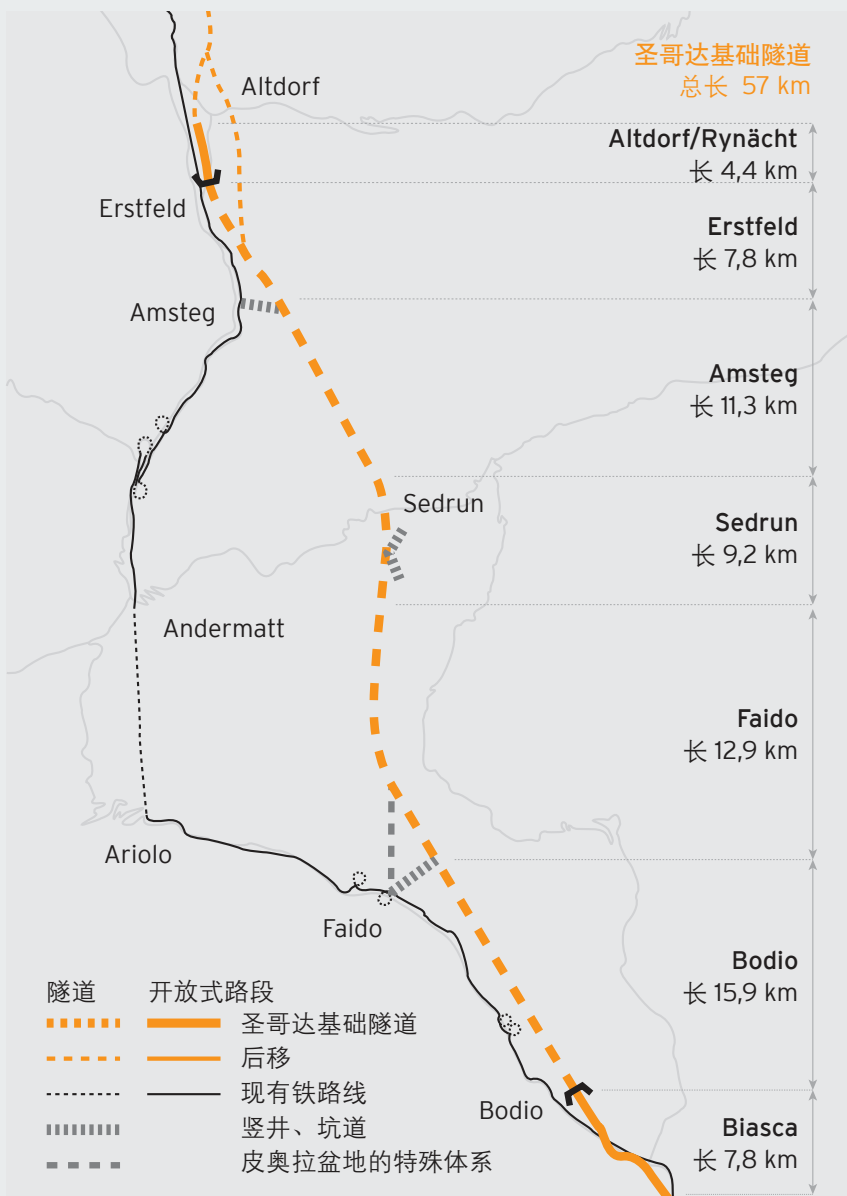 圣哥达基础隧道
总长 57 km
Altdorf
Altdorf/Rynächt
长 4,4 km
Erstfeld
Erstfeld
长 7,8 km
Amsteg
Amsteg
长 11,3 km
Sedrun
Sedrun
长 9,2 km
Andermatt
Faido
长 12,9 km
Ariolo
Faido
Bodio
长 15,9 km
隧道 开放式路段
圣哥达基础隧道
后移
现有铁路线
竖井、坑道
皮奥拉盆地的特殊体系
Bodio
Biasca
长 7,8 km